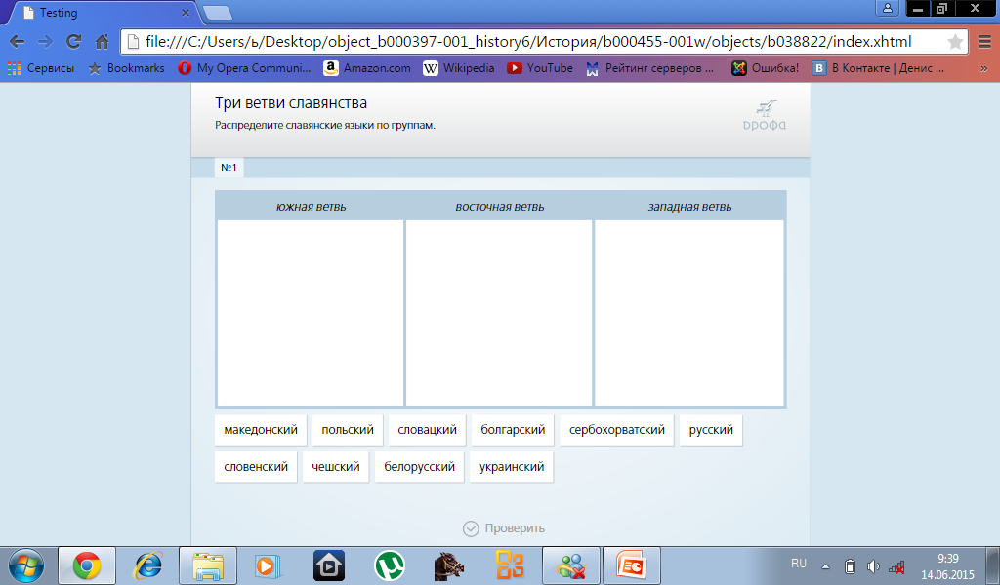 Testing
file:///C:/Users/ь/Desktop/object_b000397-001_history6/История/b000455-001w/objects/b038822/index.xhtml
Сервисы Bookmarks My Opera Communi... Amazon.com Wikipedia YouTube Рейтинг серверов ... Ошибка! В Контакте | Денис ... »
Три ветви славянства
Распределите славянские языки по группам.
дрофа
№1
южная ветвь восточная ветвь западная ветвь
македонский польский словацкий болгарский сербохорватский русский
словенский чешский белорусский украинский
Проверить
RU 9:39
14.06.2015